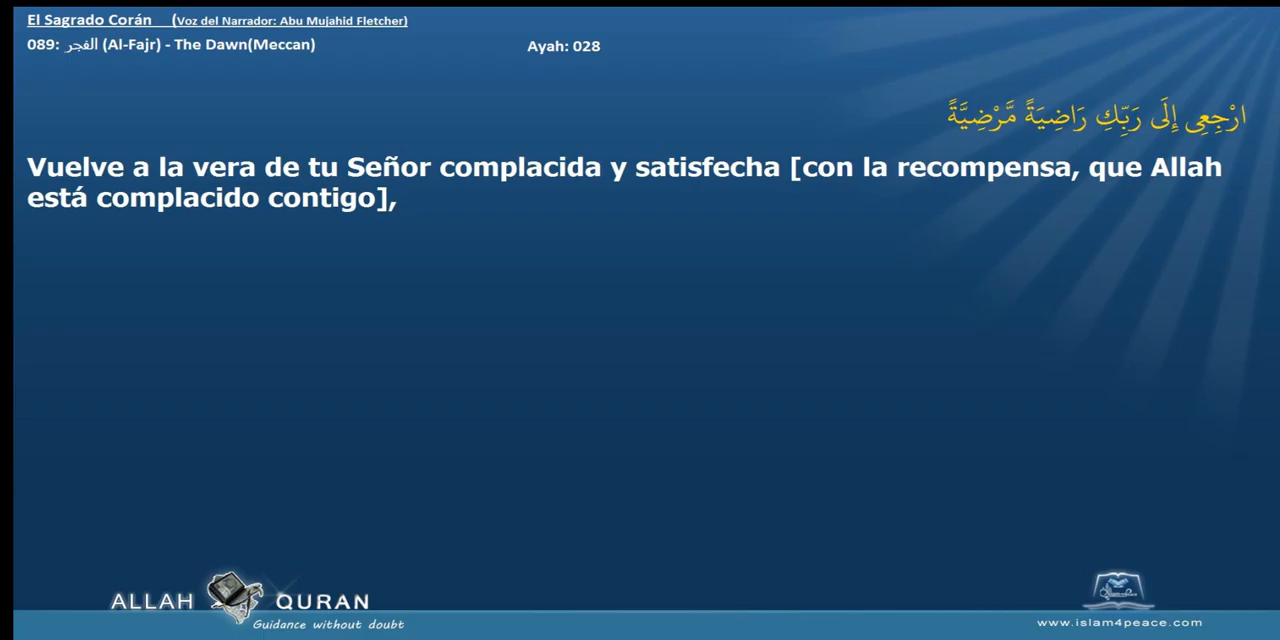 El Sagrado Corán (Voz del Narrador: Abu Mujahid Fletcher)
089: الفجر (Al-Fajr) - The Dawn(Meccan) Ayah: 028
ارْجِعِى إِلَى رَبِّكِ رَاضِيَةً مَّرْضِيَّةً
Vuelve a la vera de tu Señor complacida y satisfecha [con la recompensa, que Allah
está complacido contigo],
ALLAH QURAN
Guidance without doubt
www.islam4peace.com